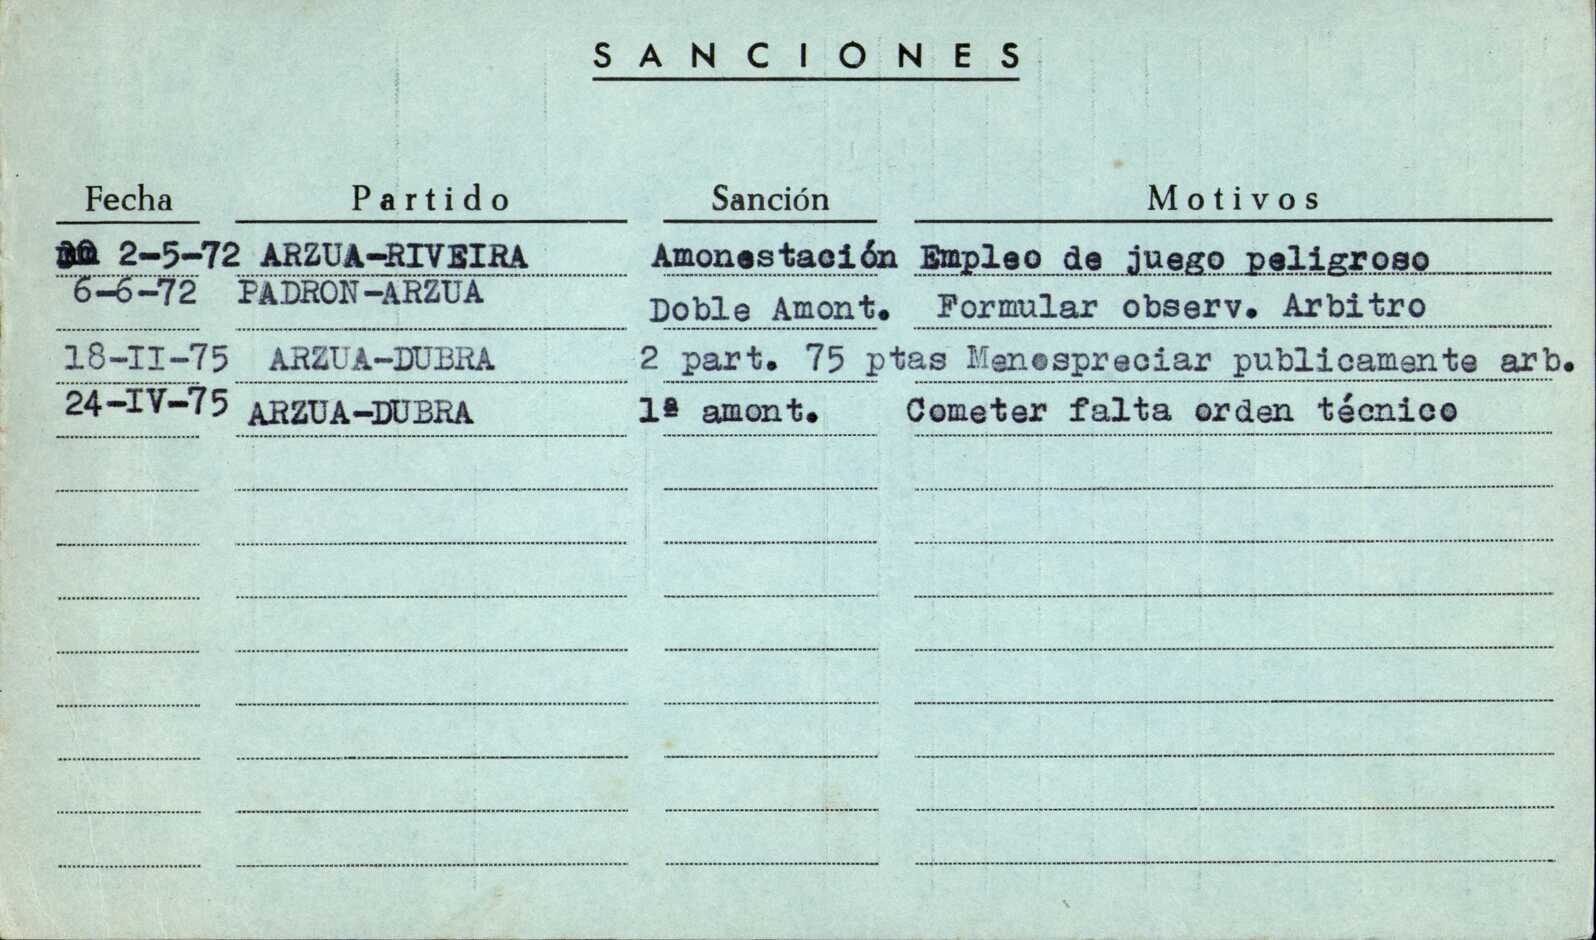 SANCIONES
Fecha Partido Sanción Motivos
2-5-72 ARZUA-RIVEIRA Amonestación Empleo de juego peligroso
6-6-72 PADRON-ARZUA Doble Amont. Formular observ. Arbitro
18-II-75 ARZUA-DUBRA 2 part. 75 ptas Menospreciar publicamente arb.
24-IV-75 ARZUA-DUBRA 1ª amont. Cometer falta orden técnico